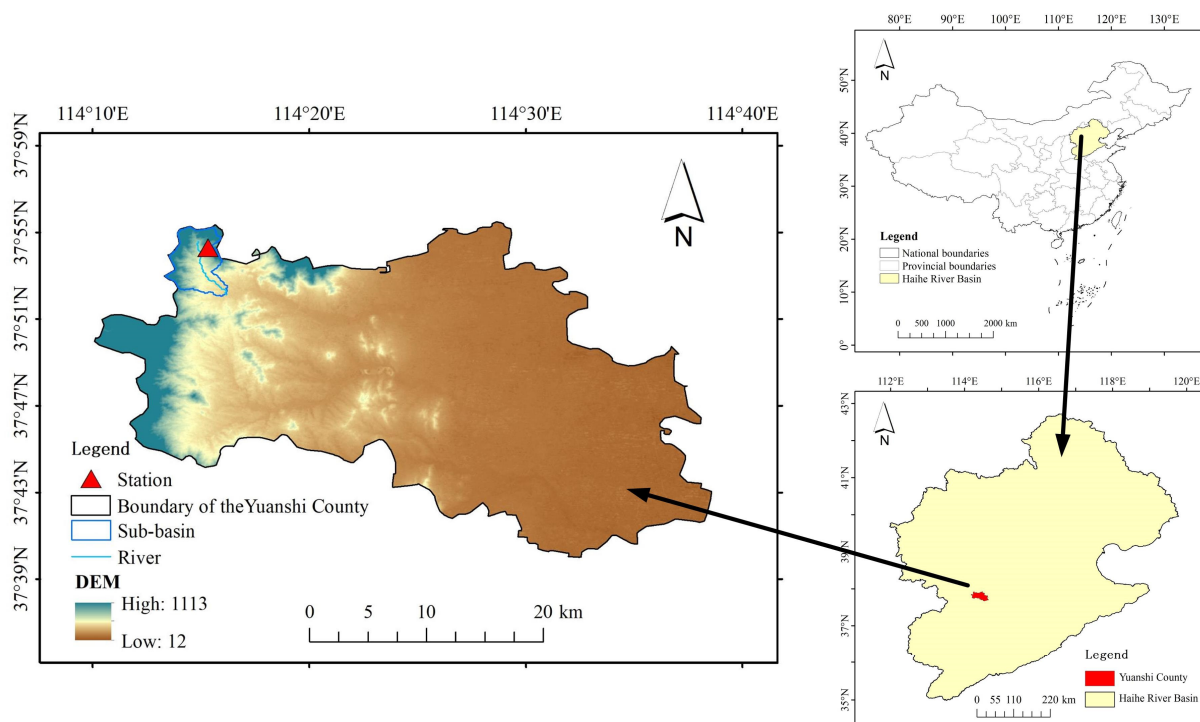 114°10'E 114°20'E 114°30'E 114°40'E
37°59'N
37°55'N
37°51'N
37°47'N
37°43'N
37°39'N
N
Legend
Station
Boundary of theYuanshi County
Sub-basin
River
DEM
High: 1113
Low: 12
0 5 10 20 km
80°E 90°E 100°E 110°E 120°E 130°E
50°N
40°N
30°N
20°N
10°N
0°
N
Legend
National boundaries
Provincial boundaries
Haihe River Basin
0 500 1000 2000 km
112°E 114°E 116°E 118°E 120°E
43°N
41°N
39°N
37°N
35°N
N
Legend
Yuanshi County
Haihe River Basin
0 55 110 220 km